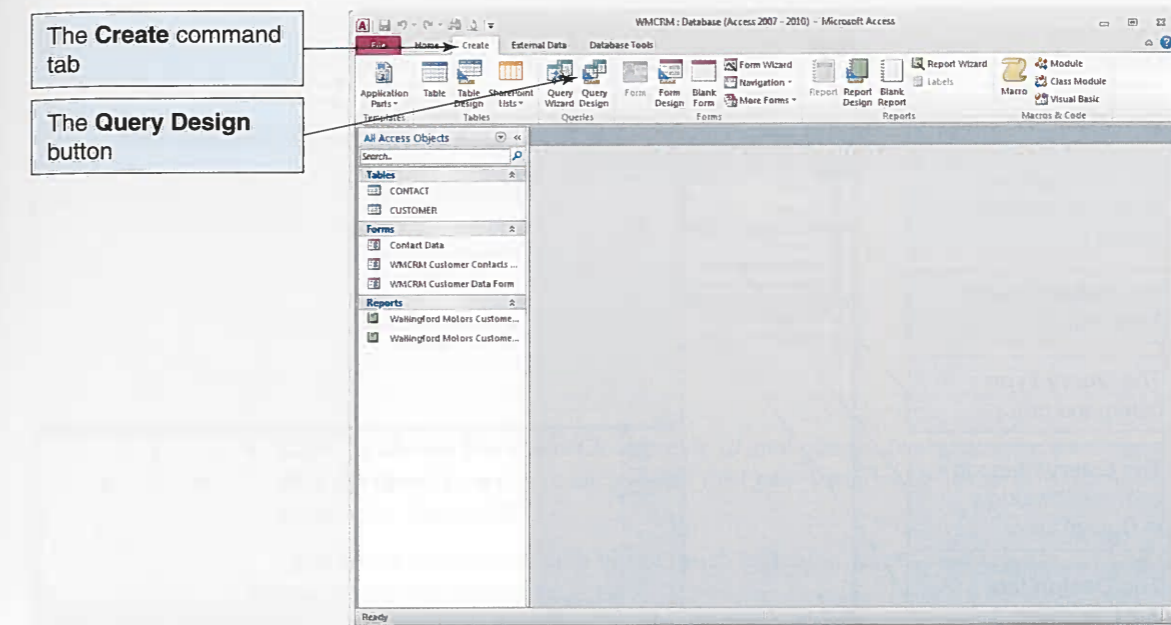 The Create command
tab
The Query Design
button
WMCRM : Database (Access 2007 - 2010) - Microsoft Access
File Home Create External Data Database Tools
Application Parts
Table
Table Design
SharePoint Lists
Query Wizard
Query Design
Form
Form Design
Blank Form
Form Wizard
Navigation
More Forms
Report
Report Design
Blank Report
Report Wizard
Labels
Macro
Module
Class Module
Visual Basic
Templates Tables Queries Forms Reports Macros & Code
All Access Objects
Search..
Tables
CONTACT
CUSTOMER
Forms
Contact Data
WMCRM Customer Contacts ...
WMCRM Customer Data Form
Reports
Wallingford Motors Custome...
Wallingford Motors Custome...
Ready